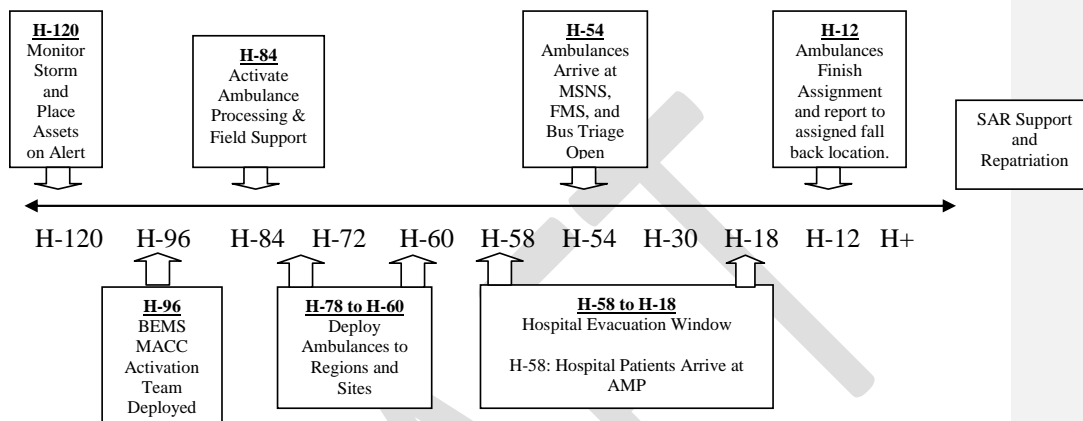 H-120
Monitor
Storm
and
Place
Assets
on Alert
H-84
Activate
Ambulance
Processing &
Field Support
H-54
Ambulances
Arrive at
MSNS,
FMS, and
Bus Triage
Open
H-12
Ambulances
Finish
Assignment
and report to
assigned fall
back location.
SAR Support
and
Repatriation
H-120 H-96 H-84 H-72 H-60 H-58 H-54 H-30 H-18 H-12 H+
H-96
BEMS
MACC
Activation
Team
Deployed
H-78 to H-60
Deploy
Ambulances to
Regions and
Sites
H-58 to H-18
Hospital Evacuation Window
H-58: Hospital Patients Arrive at
AMP